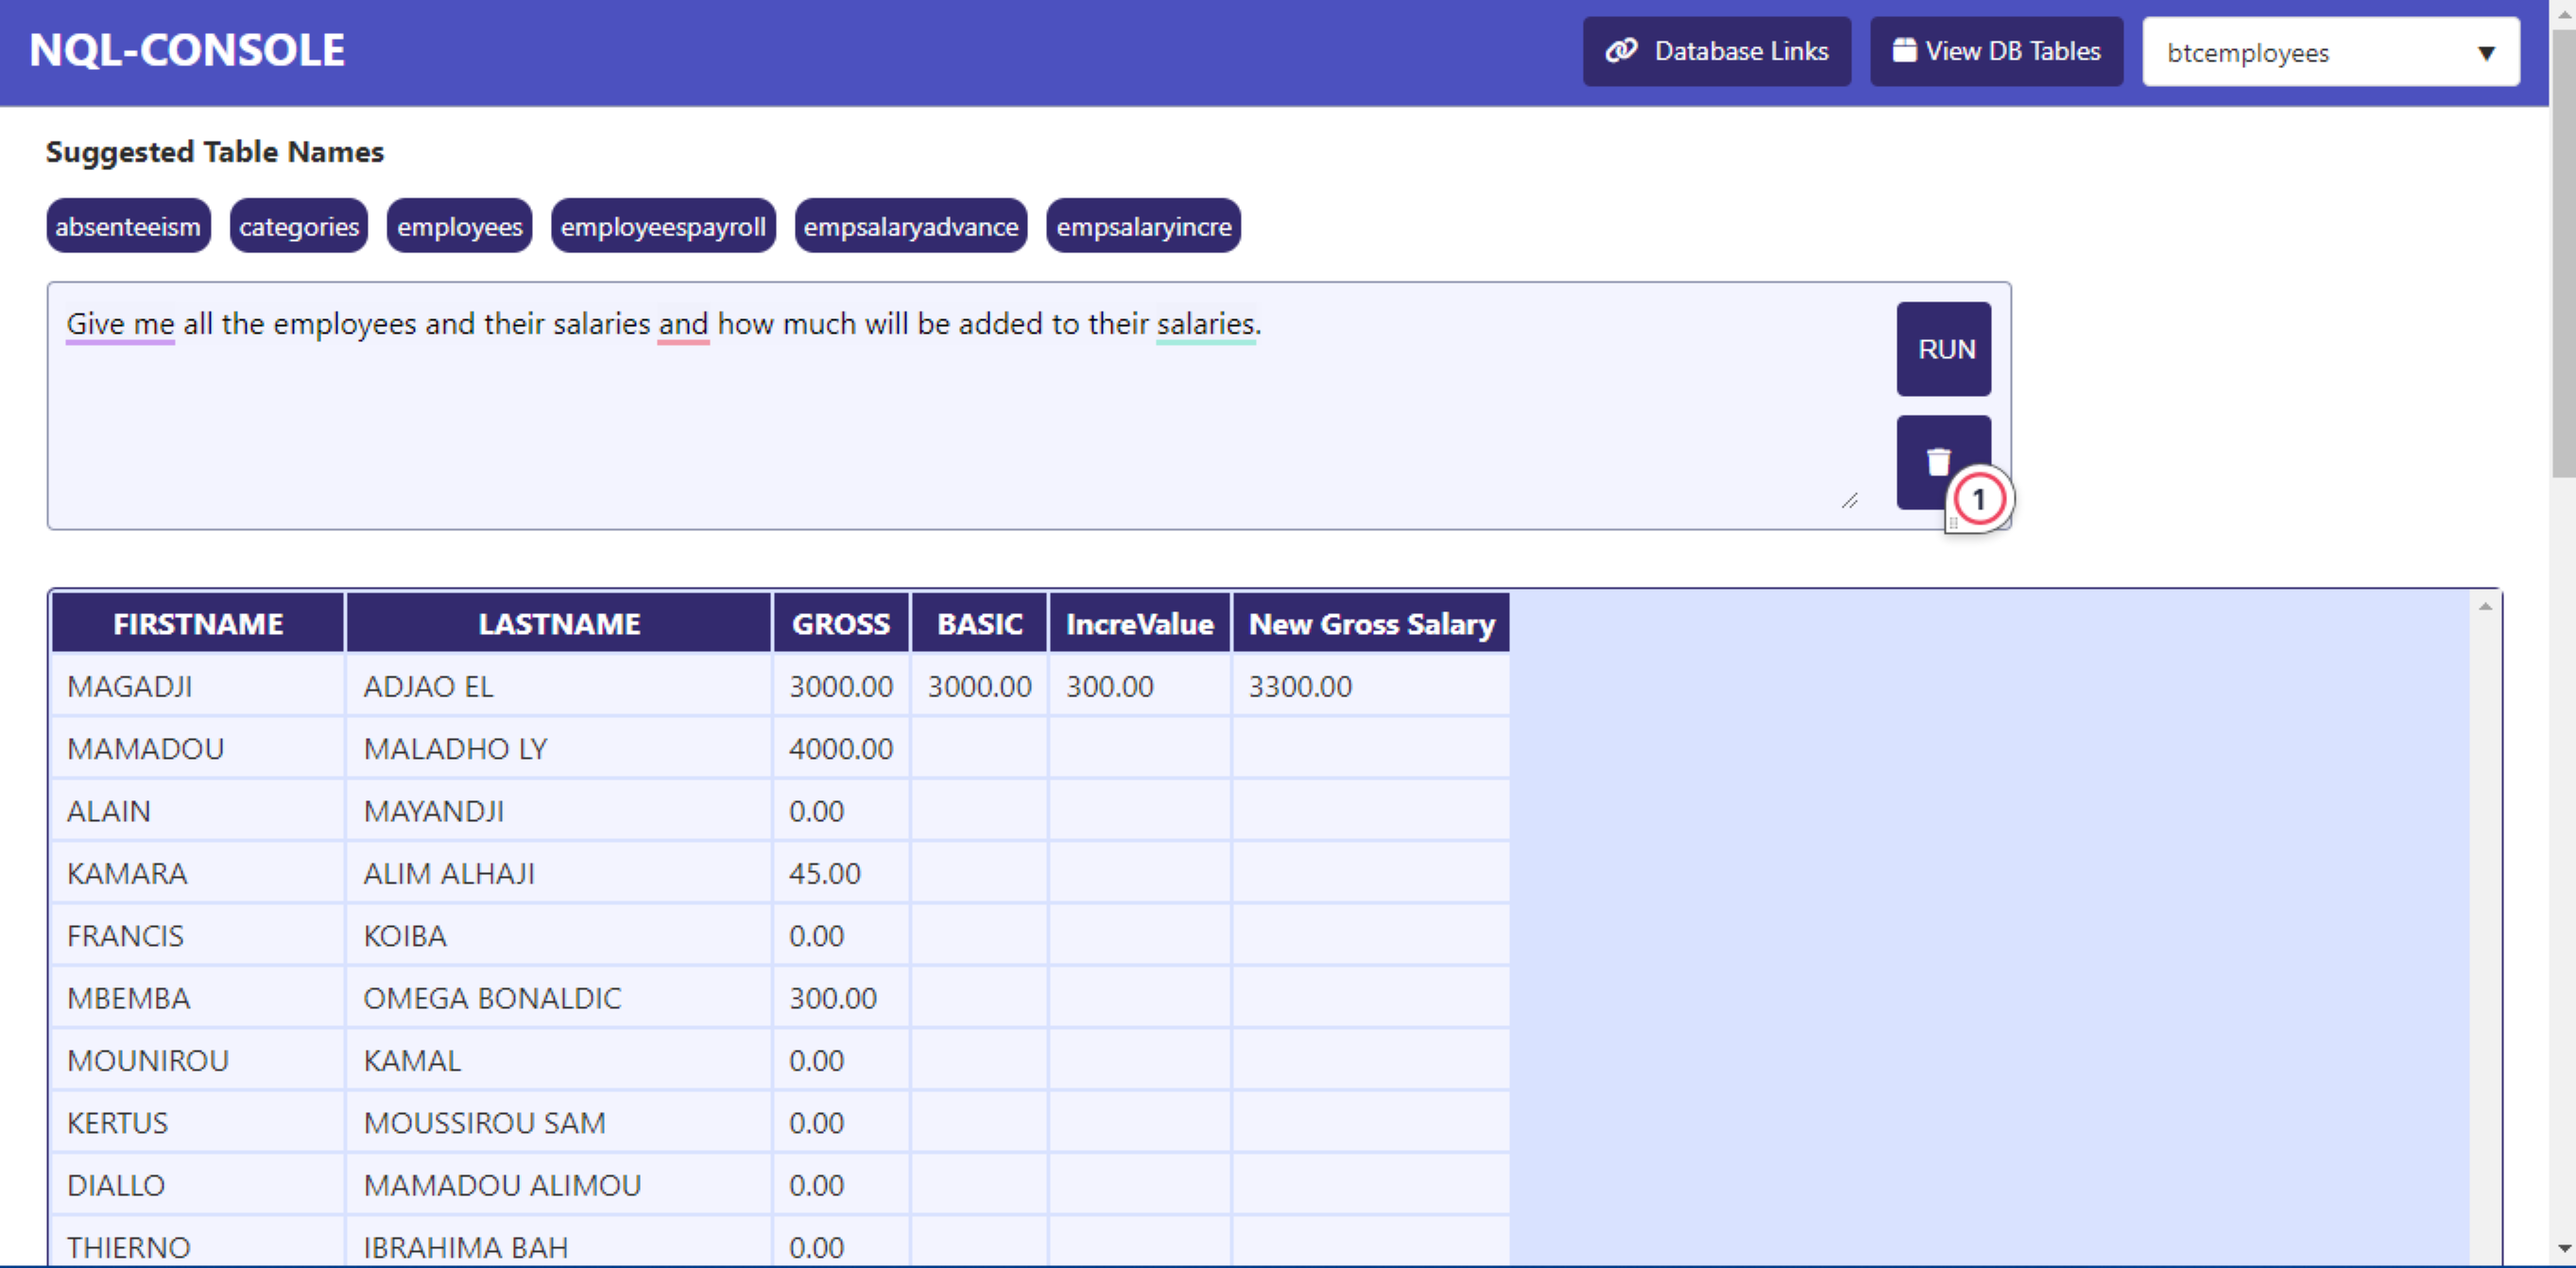 NQL-CONSOLE
Database Links
View DB Tables
btcemployees
Suggested Table Names
absenteeism categories employees employeespayroll empsalaryadvance empsalaryincre
Give me all the employees and their salaries and how much will be added to their salaries.
RUN
1
FIRSTNAME LASTNAME GROSS BASIC IncreValue New Gross Salary
MAGADJI ADJAO EL 3000.00 3000.00 300.00 3300.00
MAMADOU MALADHO LY 4000.00
ALAIN MAYANDJI 0.00
KAMARA ALIM ALHAJI 45.00
FRANCIS KOIBA 0.00
MBEMBA OMEGA BONALDIC 300.00
MOUNIROU KAMAL 0.00
KERTUS MOUSSIROU SAM 0.00
DIALLO MAMADOU ALIMOU 0.00
THIERNO IBRAHIMA BAH 0.00